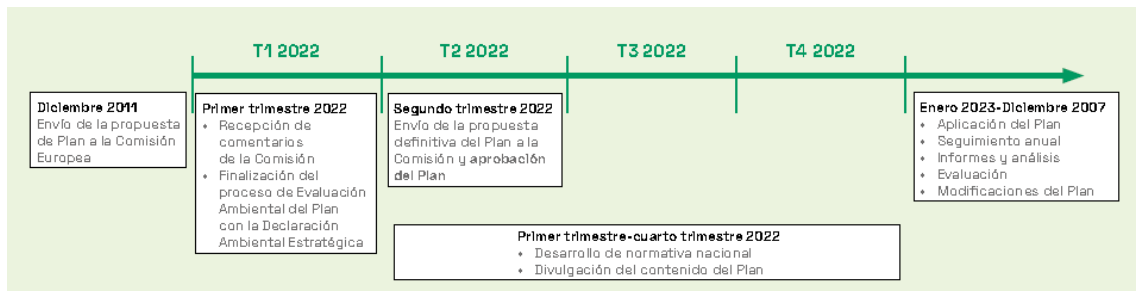 T1 2022
T2 2022
T3 2022
T4 2022
Diciembre 2011
Envío de la propuesta
de Plan a la Comisión
Europea
Primer trimestre 2022
• Recepción de
comentarios
de la Comisión
• Finalización del
proceso de Evaluación
Ambiental del Plan
con la Declaración
Ambiental Estratégica
Segundo trimestre 2022
Envío de la propuesta
definitiva del Plan a la
Comisión y aprobación
del Plan
Enero 2023-Diciembre 2007
• Aplicación del Plan
• Seguimiento anual
• Informes y análisis
• Evaluación
• Modificaciones del Plan
Primer trimestre-cuarto trimestre 2022
• Desarrollo de normativa nacional
• Divulgación del contenido del Plan